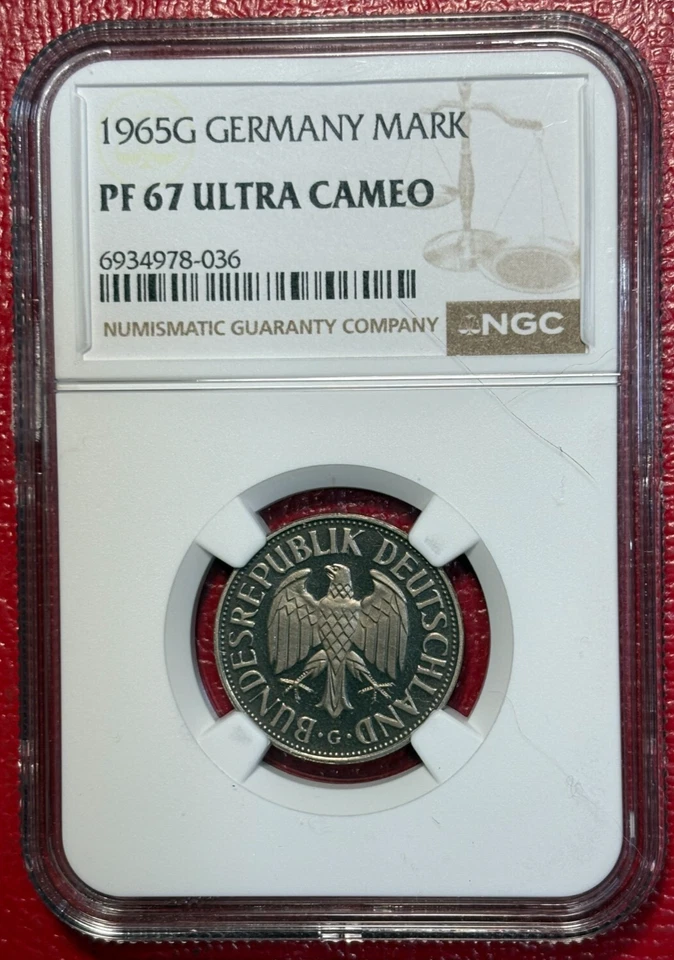 1965G GERMANY MARK
PF 67 ULTRA CAMEO
6934978-036
NUMISMATIC GUARANTY COMPANY
NGC
BUNDESREPUBLIK DEUTSCHLAND
· G ·